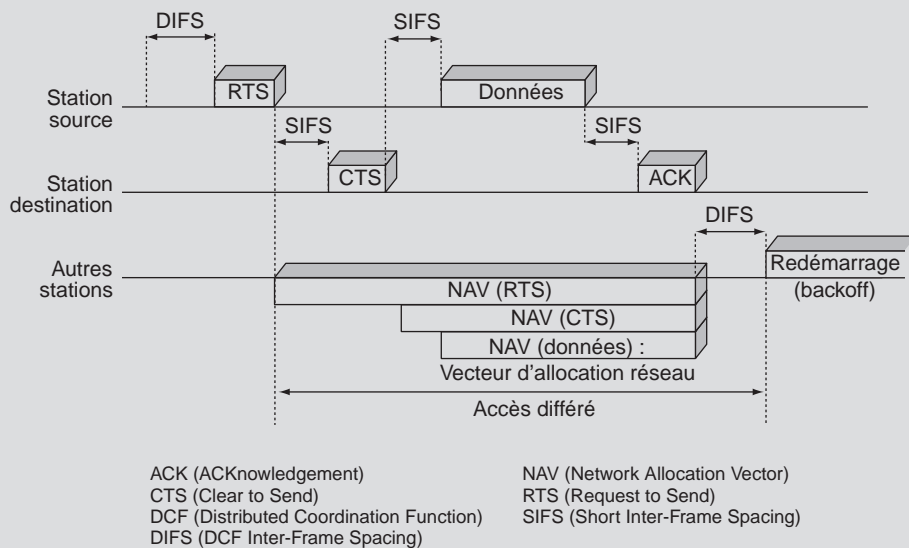 DIFS
SIFS
RTS
Données
Station
source
SIFS
SIFS
CTS
ACK
Station
destination
DIFS
Redémarrage
(backoff)
Autres
stations
NAV (RTS)
NAV (CTS)
NAV (données) :
Vecteur d'allocation réseau
Accès différé
ACK (ACKnowledgement)
CTS (Clear to Send)
DCF (Distributed Coordination Function)
DIFS (DCF Inter-Frame Spacing)
NAV (Network Allocation Vector)
RTS (Request to Send)
SIFS (Short Inter-Frame Spacing)